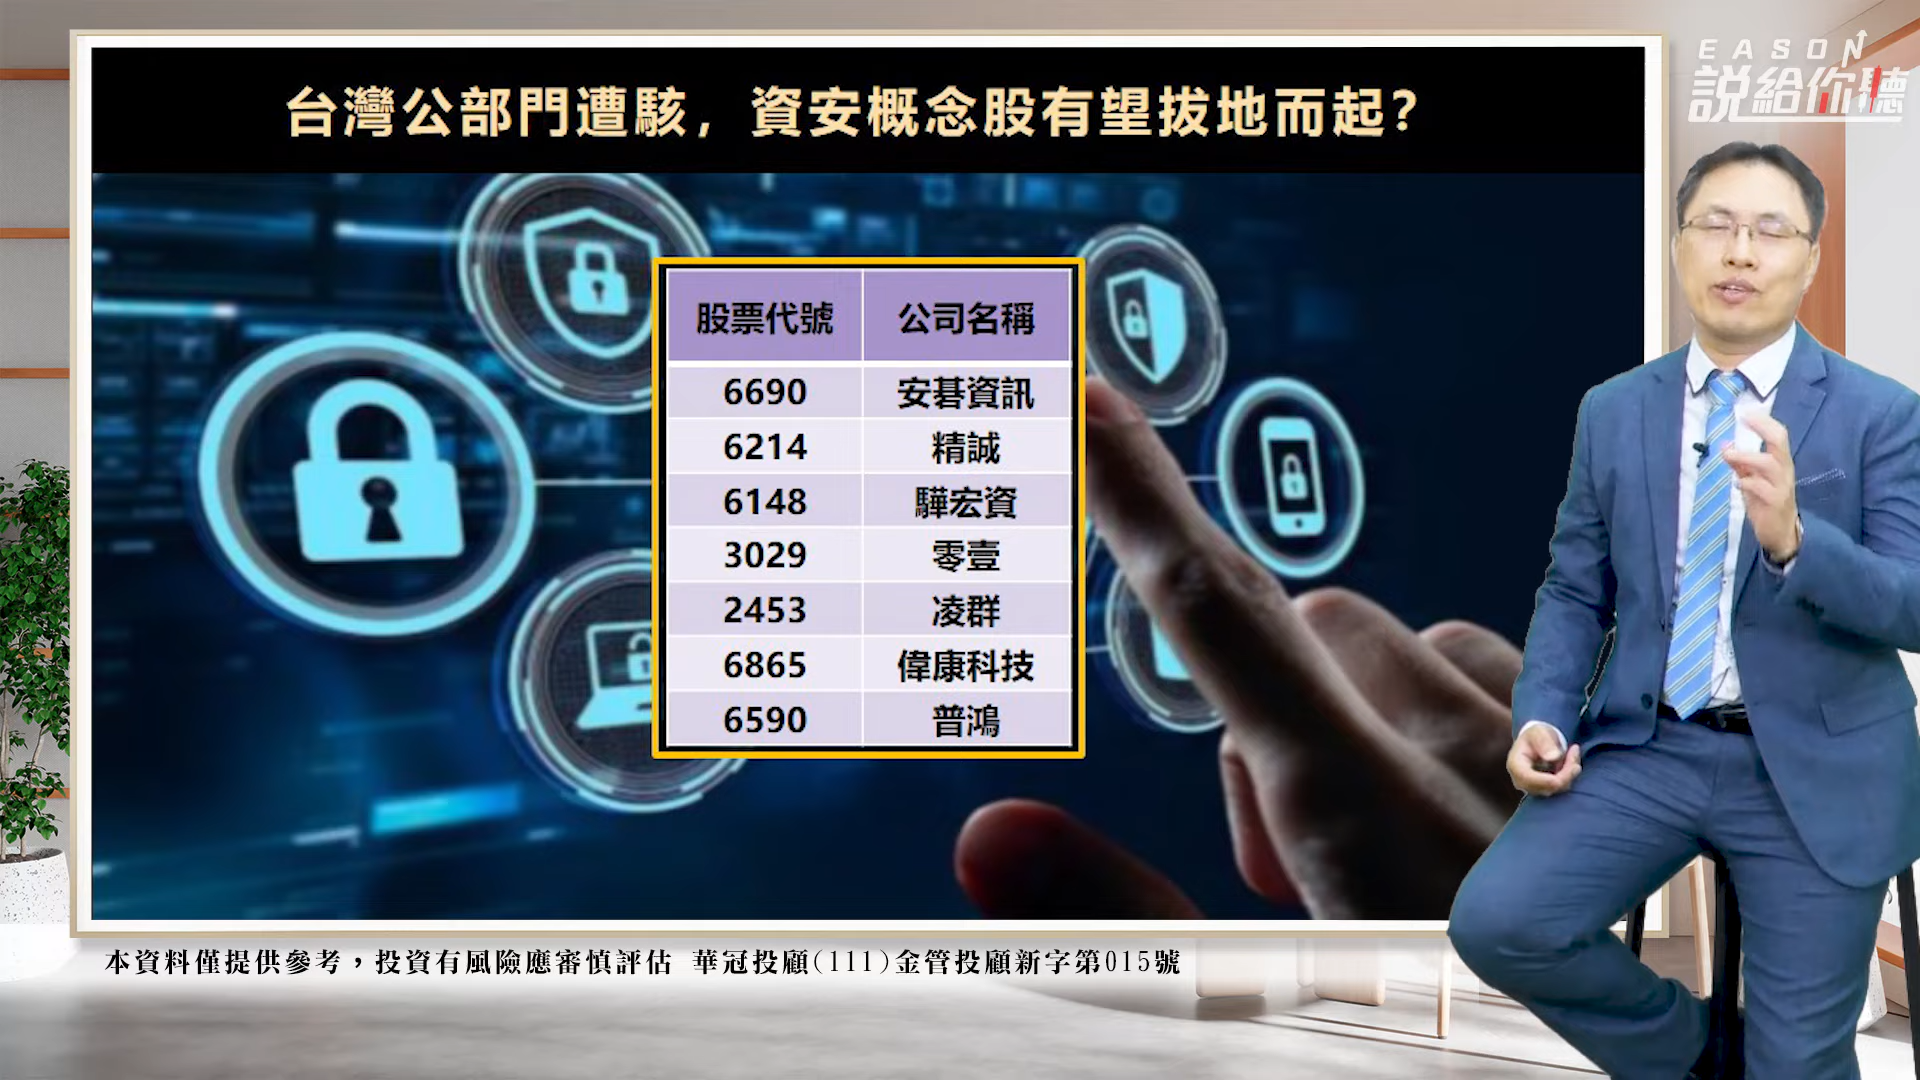 台灣公部門遭駭，資安概念股有望拔地而起？
EASON
說給你聽
股票代號 公司名稱
6690 安碁資訊
6214 精誠
6148 驊宏資
3029 零壹
2453 凌群
6865 偉康科技
6590 普鴻
本資料僅提供參考，投資有風險應審慎評估 華冠投顧(111)金管投顧新字第015號